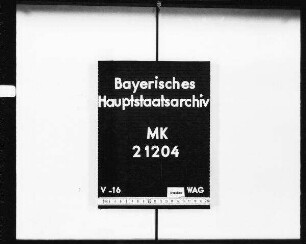 Bayerisches
Hauptstaatsarchiv
MK
21204
V-16 WAG